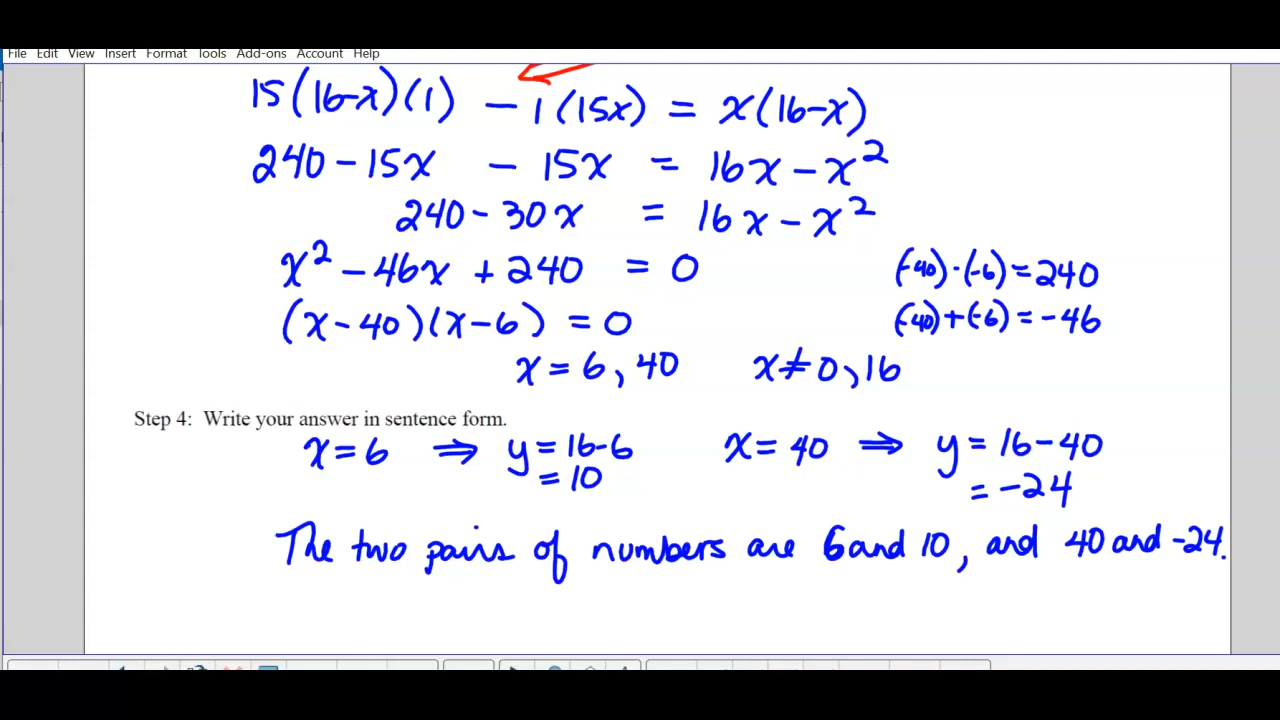 File Edit View Insert Format Tools Add-ons Account Help
15(16-x)(1) - 1(15x) = x(16-x)
240 - 15x - 15x = 16x - x²
240 - 30x = 16x - x²
x² - 46x + 240 = 0
(-40)·(-6) = 240
(x - 40)(x - 6) = 0
(-40)+(-6) = -46
x = 6, 40 x ≠ 0, 16
Step 4: Write your answer in sentence form.
x = 6 ⟹ y = 16-6
= 10
x = 40 ⟹ y = 16 - 40
= -24
The two pairs of numbers are 6 and 10, and 40 and -24.